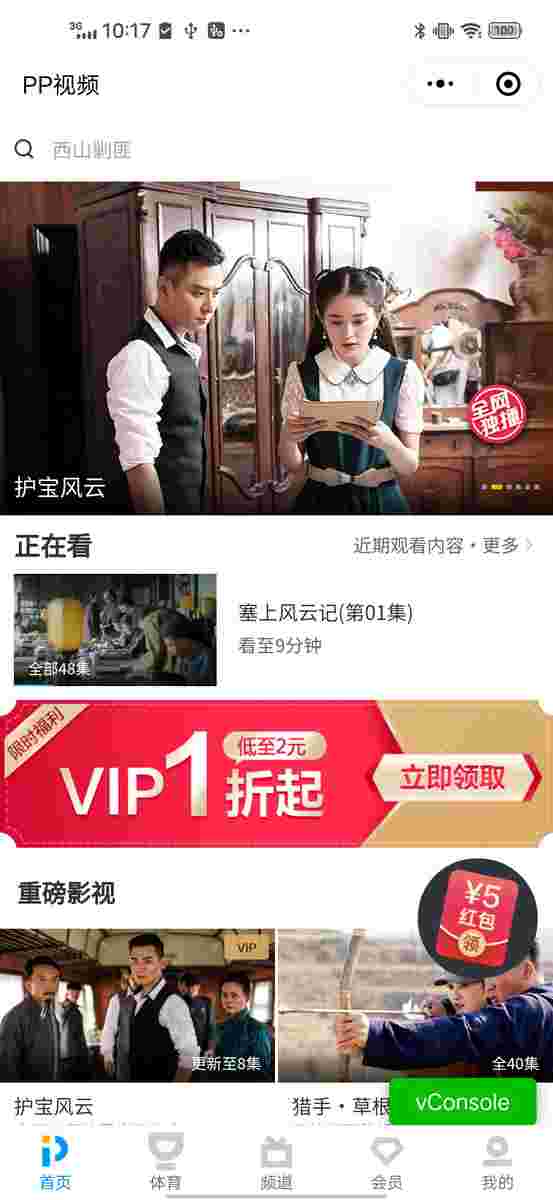 3G 10:17 100
PP视频
西山剿匪
全网
独播
护宝风云
正在看
近期观看内容·更多
塞上风云记(第01集)
看至9分钟
全部48集
限时福利
VIP1折起
低至2元
立即领取
重磅影视
¥5
红包
领
VIP
更新至8集
全40集
护宝风云
猎手·草根
vConsole
首页
体育
频道
会员
我的